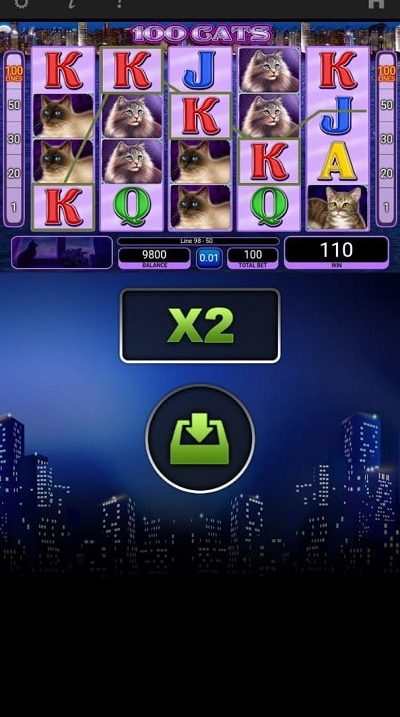 100 CATS
K K J K
100 LINES 100 LINES
K J
50 50
30 30
K A
20 20
K Q Q
1 1
Line 98 - 50
9800 0.01 100 110
BALANCE TOTAL BET WIN
X2